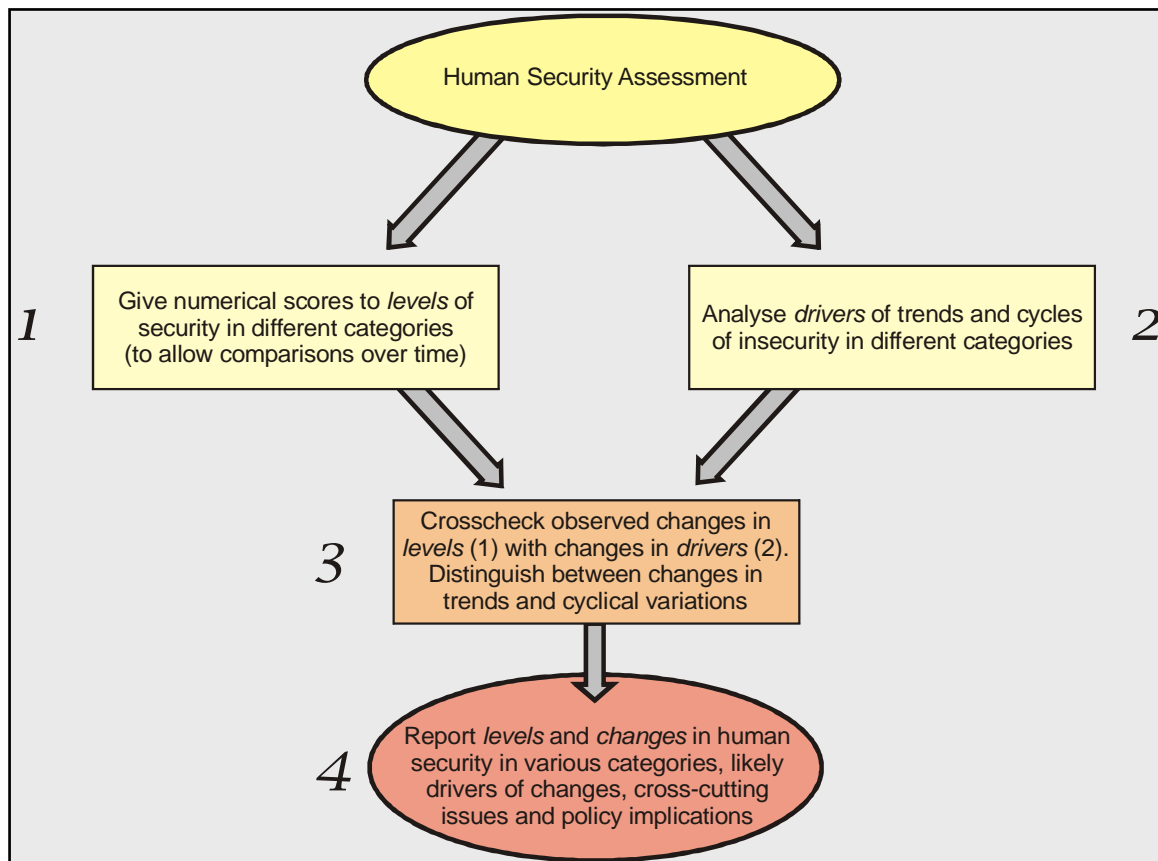 Human Security Assessment
1
Give numerical scores to levels of
security in different categories
(to allow comparisons over time)
Analyse drivers of trends and cycles
of insecurity in different categories
2
3
Crosscheck observed changes in
levels (1) with changes in drivers (2).
Distinguish between changes in
trends and cyclical variations
4
Report levels and changes in human
security in various categories, likely
drivers of changes, cross-cutting
issues and policy implications